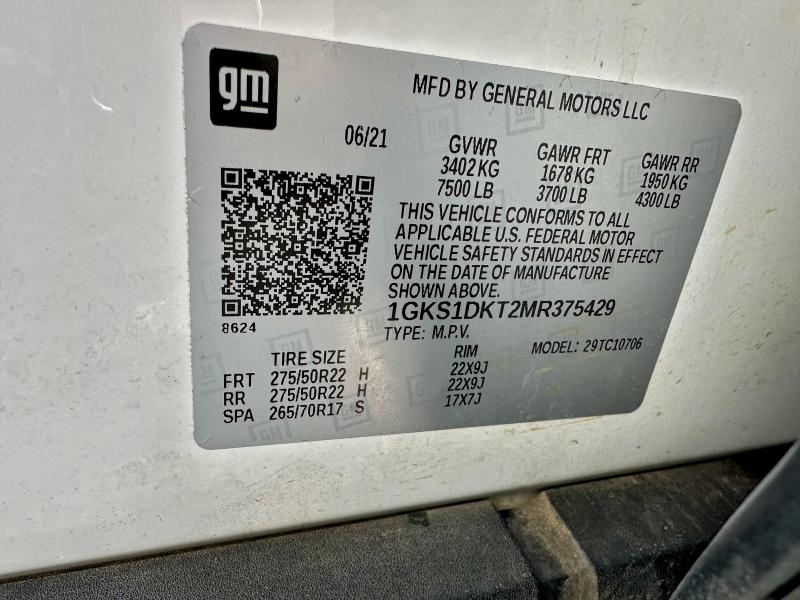 gm
MFD BY GENERAL MOTORS LLC
06/21
GVWR GAWR FRT GAWR RR
3402 KG 1678 KG 1950 KG
7500 LB 3700 LB 4300 LB
THIS VEHICLE CONFORMS TO ALL
APPLICABLE U.S. FEDERAL MOTOR
VEHICLE SAFETY STANDARDS IN EFFECT
ON THE DATE OF MANUFACTURE
SHOWN ABOVE.
1GKS1DKT2MR375429
8624
TYPE: M.P.V. MODEL: 29TC10706
TIRE SIZE RIM
FRT 275/50R22 H 22X9J
RR 275/50R22 H 22X9J
SPA 265/70R17 S 17X7J